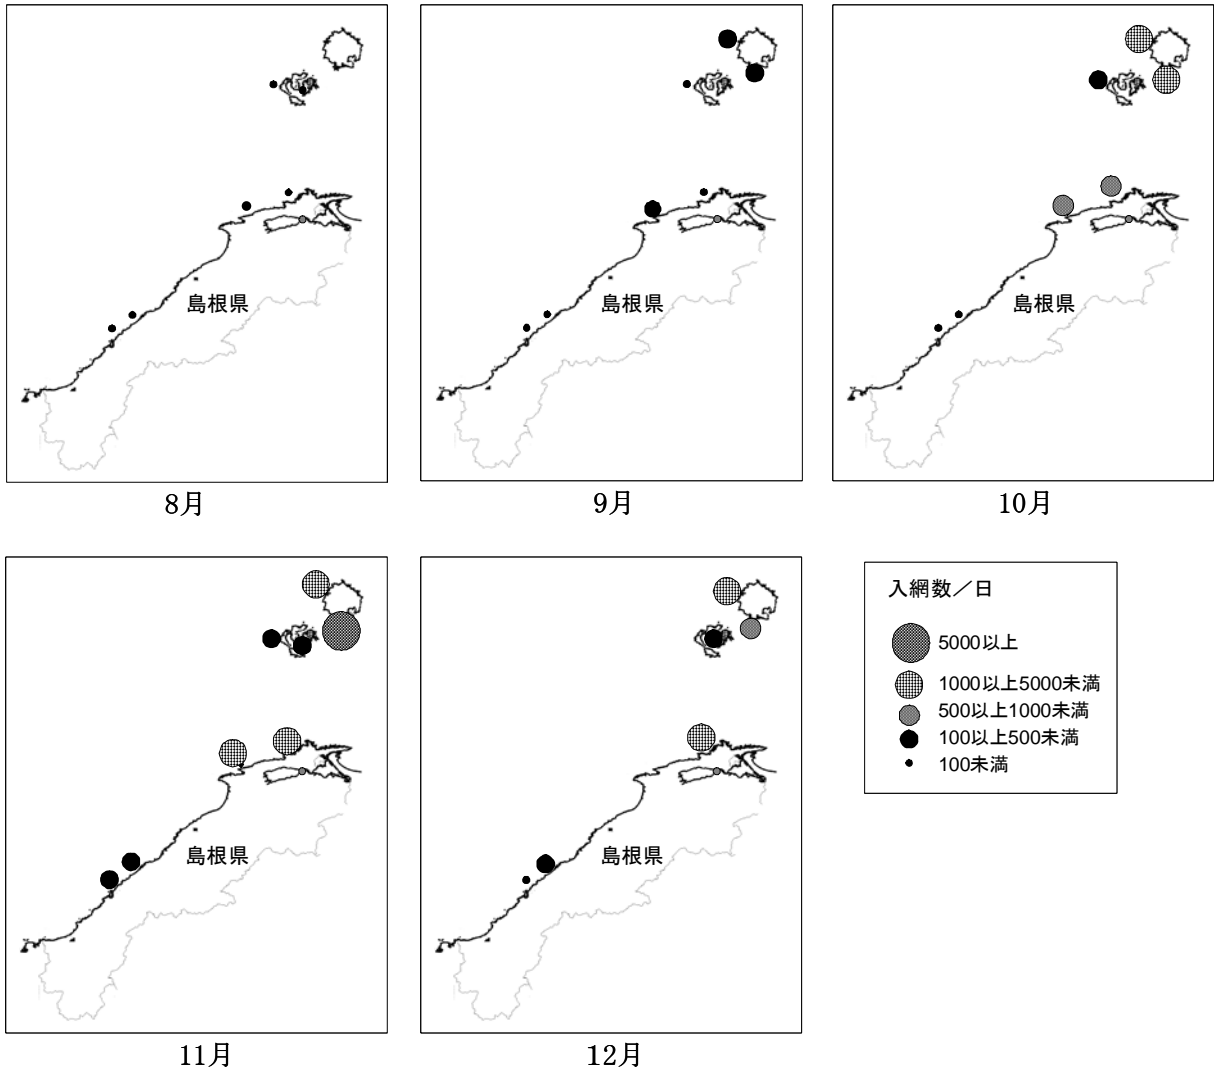 島根県
島根県
島根県
8月
9月
10月
島根県
島根県
11月
12月
入網数／日
5000以上
1000以上5000未満
500以上1000未満
100以上500未満
100未満